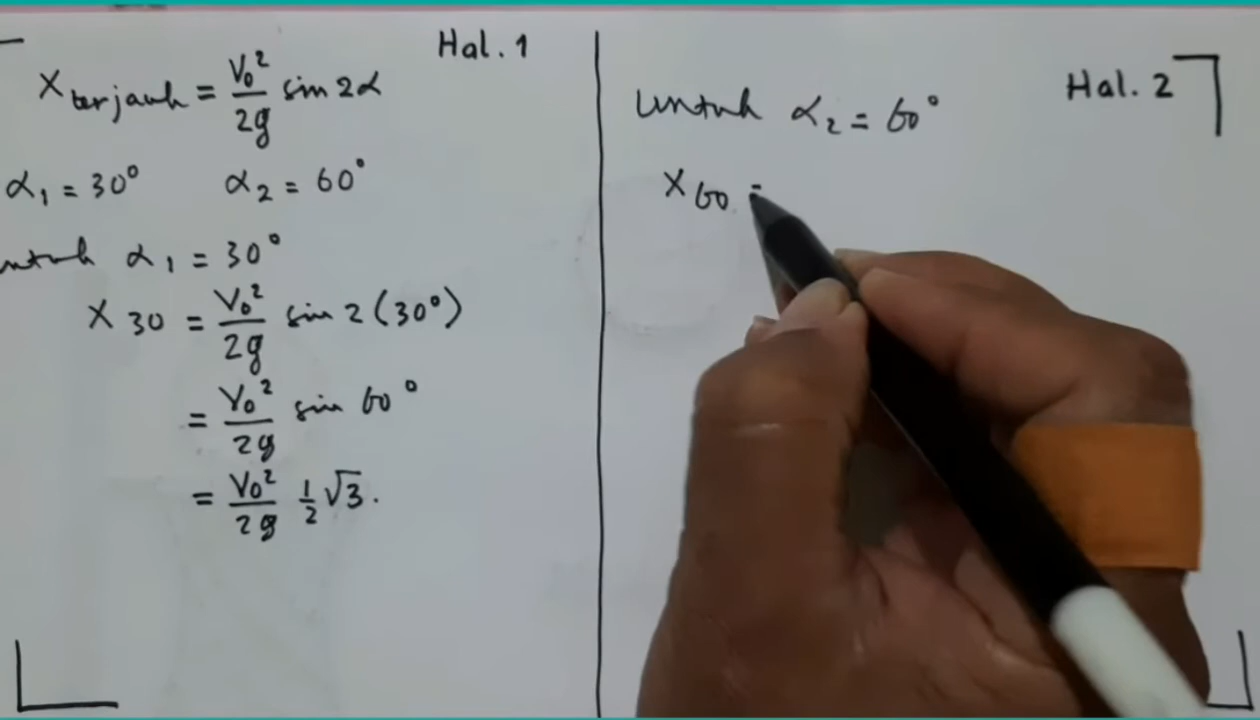 Hal. 1
X terjauh = V₀²/2g sin 2α
α₁ = 30° α₂ = 60°
α₁ = 30°
X 30 = V₀²/2g sin 2 (30°)
= V₀²/2g sin 60°
= V₀²/2g ½ √3.
Hal. 2
untuk α₂ = 60°
X 60 =